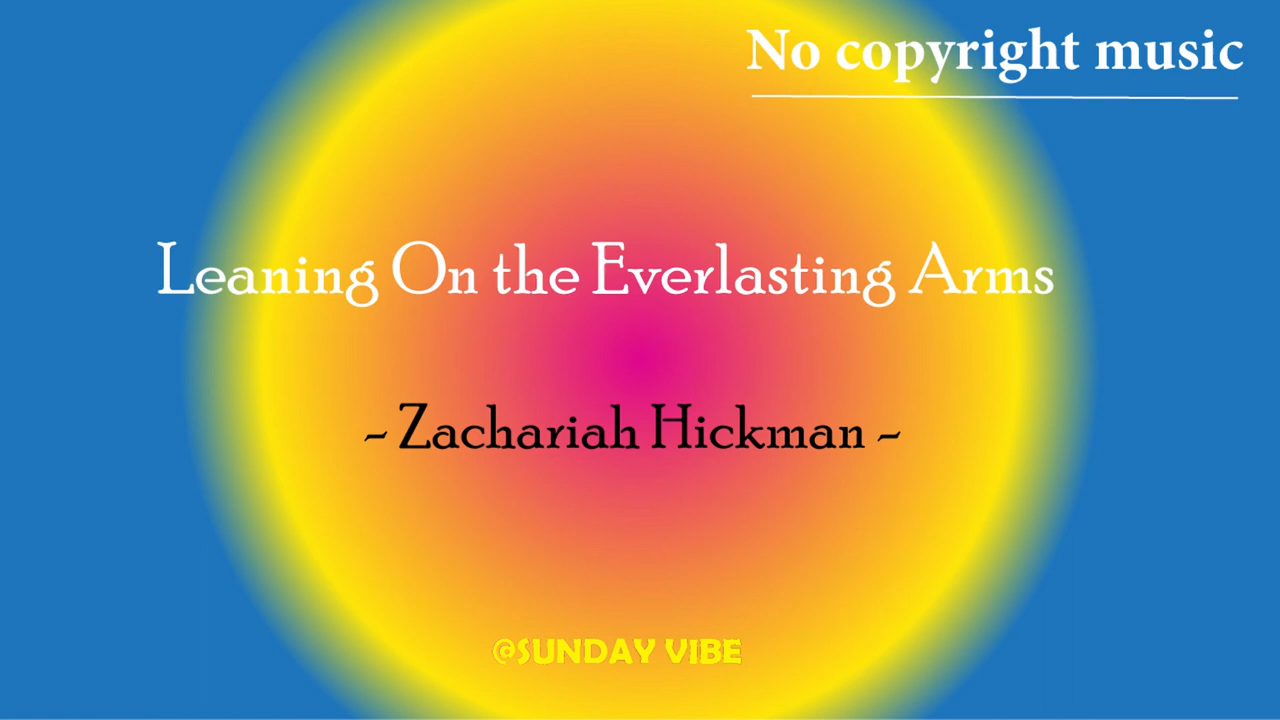 No copyright music
Leaning On the Everlasting Arms
~ Zachariah Hickman ~
@SUNDAY VIBE